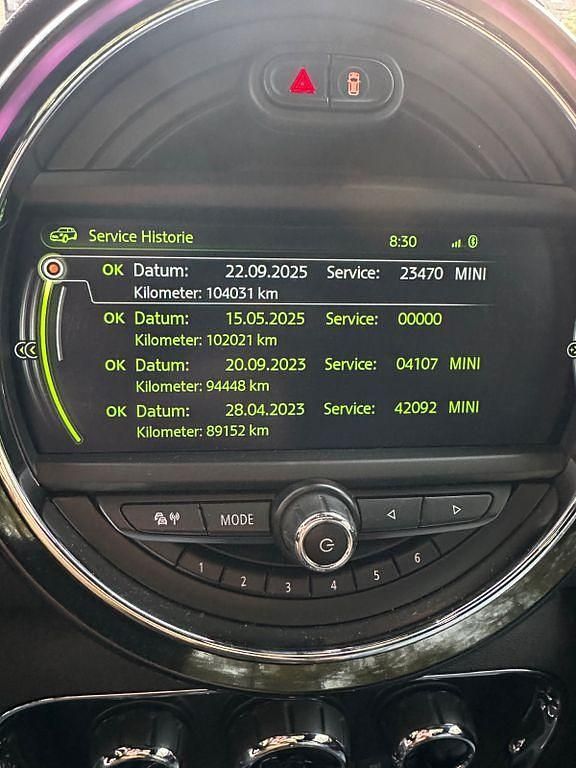 Service Historie 8:30
OK Datum: 22.09.2025 Service: 23470 MINI
Kilometer: 104031 km
OK Datum: 15.05.2025 Service: 00000
Kilometer: 102021 km
OK Datum: 20.09.2023 Service: 04107 MINI
Kilometer: 94448 km
OK Datum: 28.04.2023 Service: 42092 MINI
Kilometer: 89152 km
MODE
1 2 3 4 5 6